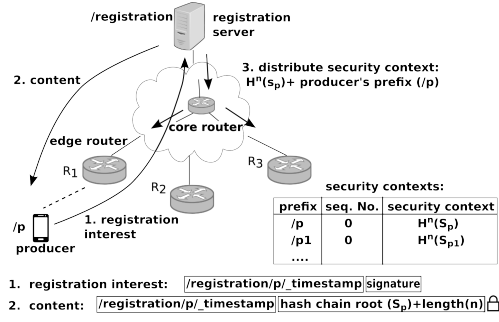 /registration
registration
server
2. content
3. distribute security context:
Hⁿ(sₚ)+ producer's prefix (/p)
core router
edge router
R₁
R₂
R₃
/p
producer
1. registration
interest
security contexts:
prefix seq. No. security context
/p 0 Hⁿ(Sₚ)
/p1 0 Hⁿ(Sₚ₁)
....
1. registration interest: /registration/p/_timestamp signature
2. content: /registration/p/_timestamp hash chain root (Sₚ)+length(n)